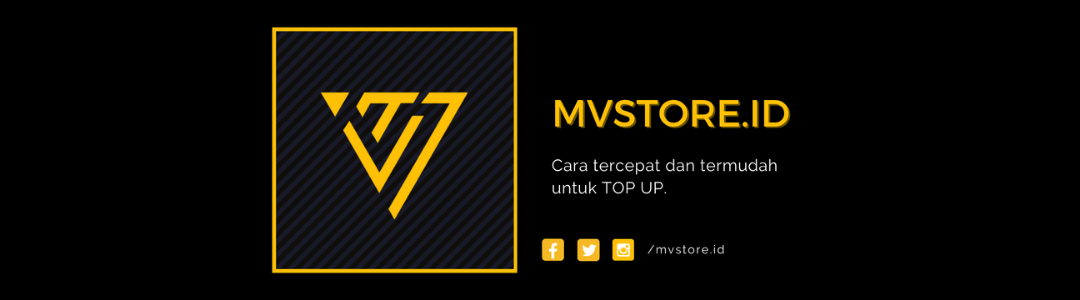 MVSTORE.ID
Cara tercepat dan termudah
untuk TOP UP.
/mvstore.id